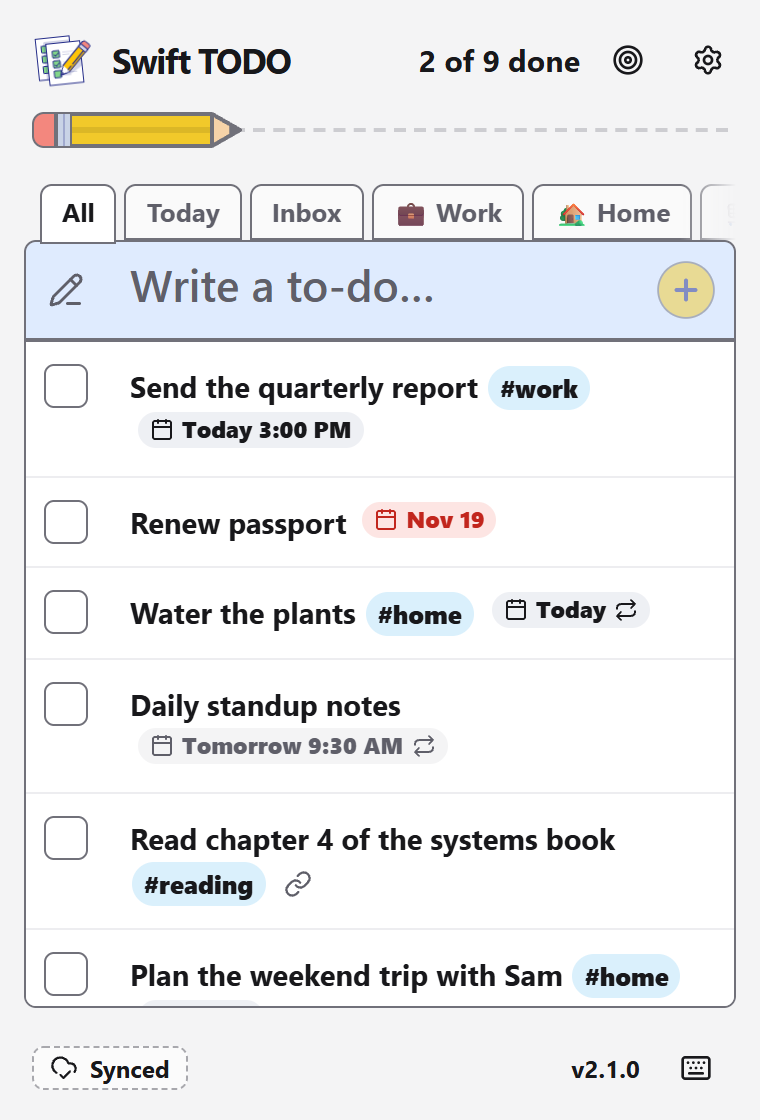 Swift TODO
2 of 9 done
All
Today
Inbox
Work
Home
Write a to-do...
Send the quarterly report #work
Today 3:00 PM
Renew passport Nov 19
Water the plants #home Today
Daily standup notes
Tomorrow 9:30 AM
Read chapter 4 of the systems book
#reading
Plan the weekend trip with Sam #home
Synced
v2.1.0